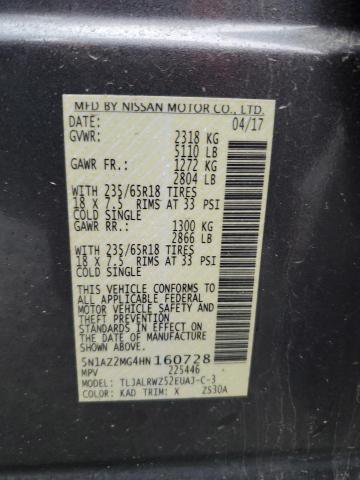 MFD BY NISSAN MOTOR CO., LTD.
DATE: 04/17
GVWR: 2318 KG
5110 LB
GAWR FR.: 1272 KG
2804 LB
WITH 235/65R18 TIRES
18 X 7.5 RIMS AT 33 PSI
COLD SINGLE
GAWR RR.: 1300 KG
2866 LB
WITH 235/65R18 TIRES
18 X 7.5 RIMS AT 33 PSI
COLD SINGLE
THIS VEHICLE CONFORMS TO
ALL APPLICABLE FEDERAL
MOTOR VEHICLE SAFETY
STANDARDS IN EFFECT ON
THE DATE OF MANUFACTURE
SHOWN ABOVE.
5N1AZ2MG4HN160728
MPV 225446
MODEL: TLJALRWZ52EUAJ-C-3
COLOR: KAD TRIM: X ZS30A